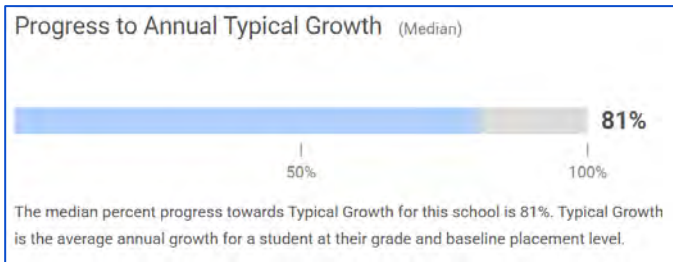 Progress to Annual Typical Growth (Median)
81%
50%
100%
The median percent progress towards Typical Growth for this school is 81%. Typical Growth
is the average annual growth for a student at their grade and baseline placement level.